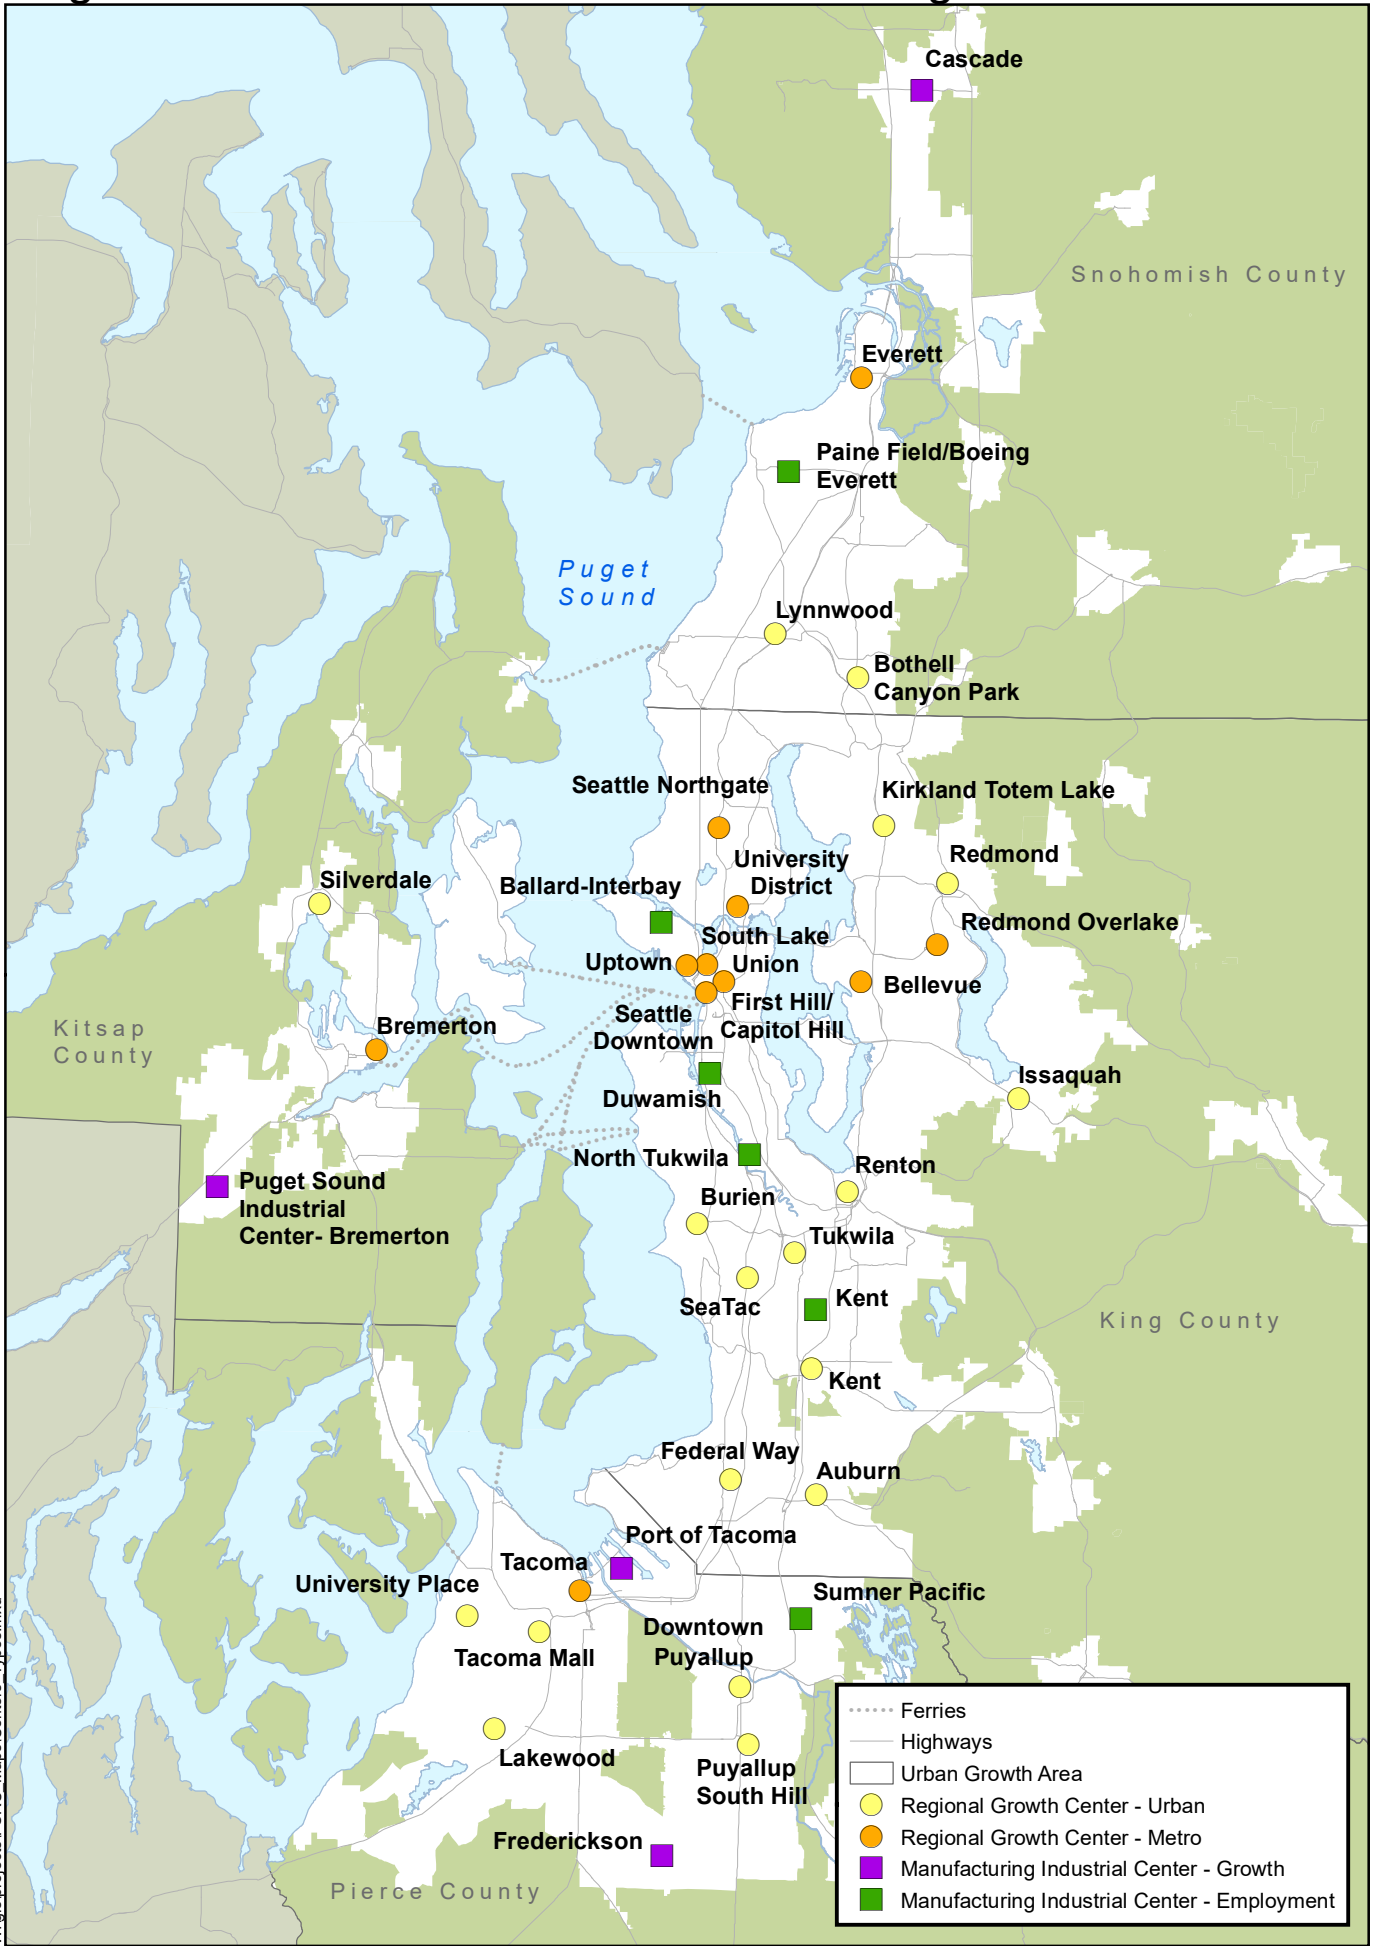 Cascade
Snohomish County
Everett
Paine Field/Boeing
Everett
Puget
Sound
Lynnwood
Bothell
Canyon Park
Seattle Northgate
Kirkland Totem Lake
University
District
Redmond
Silverdale
Ballard-Interbay
Redmond Overlake
South Lake
Union
Uptown
Bellevue
First Hill/
Capitol Hill
Seattle
Downtown
Kitsap
County
Bremerton
Issaquah
Duwamish
North Tukwila
Renton
Puget Sound
Industrial
Center- Bremerton
Burien
Tukwila
SeaTac
Kent
King County
Kent
Federal Way
Auburn
Port of Tacoma
Tacoma
University Place
Sumner Pacific
Downtown
Puyallup
Tacoma Mall
Lakewood
Puyallup
South Hill
Frederickson
Pierce County
Ferries
Highways
Urban Growth Area
Regional Growth Center - Urban
Regional Growth Center - Metro
Manufacturing Industrial Center - Growth
Manufacturing Industrial Center - Employment